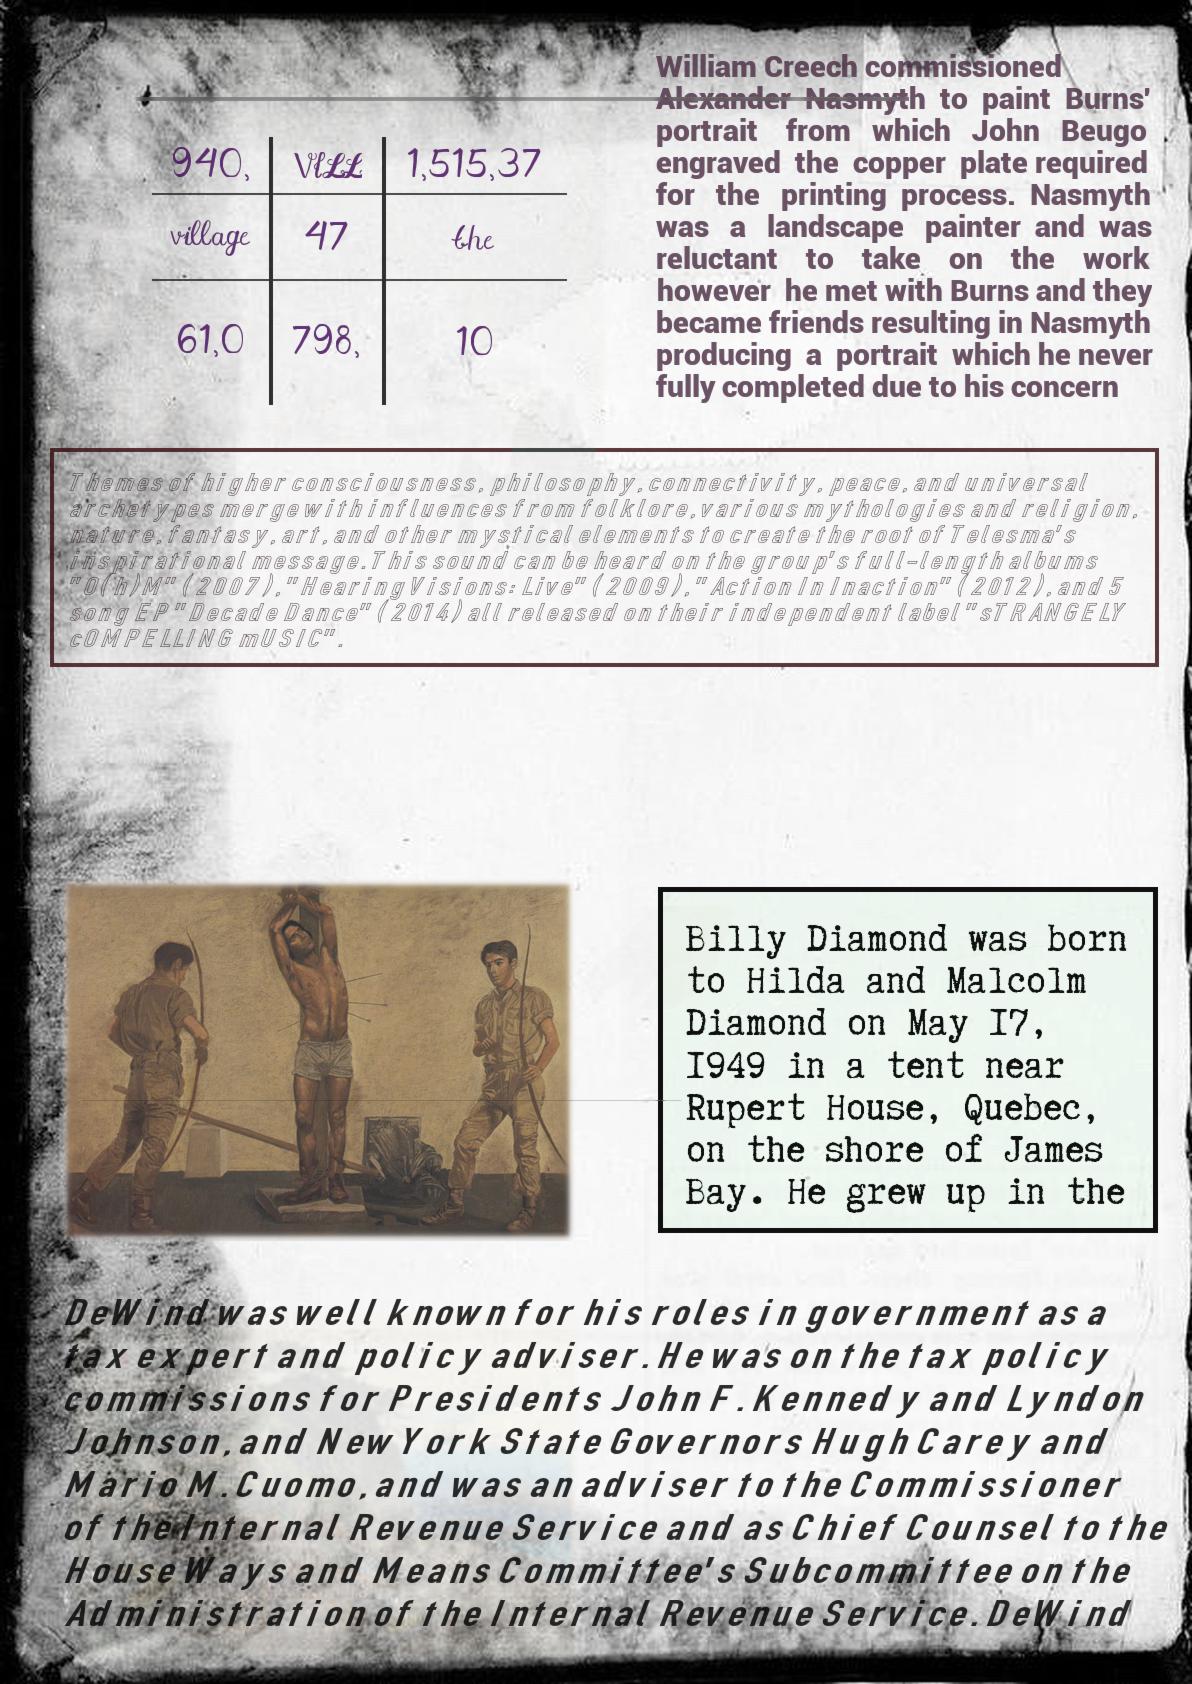 940, VILL 1,515,37
village 47 the
61,0 798, 10
William Creech commissioned
Alexander Nasmyth to paint Burns'
portrait from which John Beugo
engraved the copper plate required
for the printing process. Nasmyth
was a landscape painter and was
reluctant to take on the work
however he met with Burns and they
became friends resulting in Nasmyth
producing a portrait which he never
fully completed due to his concern
Themes of higher consciousness, philosophy, connectivity, peace, and universal
archetypes merge with influences from folklore, various mythologies and religion,
nature, fantasy, art, and other mystical elements to create the root of Telesma's
inspirational message. This sound can be heard on the group's full-length albums
"O(h)M" (2007), "Hearing Visions: Live" (2009), "Action In Inaction" (2012), and 5
song EP "Decade Dance" (2014) all released on their independent label "sTRANGELY
cOMPELLING mUSIC".
Billy Diamond was born
to Hilda and Malcolm
Diamond on May 17,
1949 in a tent near
Rupert House, Quebec,
on the shore of James
Bay. He grew up in the
DeWind was well known for his roles in government as a
tax expert and policy adviser. He was on the tax policy
commissions for Presidents John F. Kennedy and Lyndon
Johnson, and New York State Governors Hugh Carey and
Mario M. Cuomo, and was an adviser to the Commissioner
of the Internal Revenue Service and as Chief Counsel to the
House Ways and Means Committee's Subcommittee on the
Administration of the Internal Revenue Service. DeWind